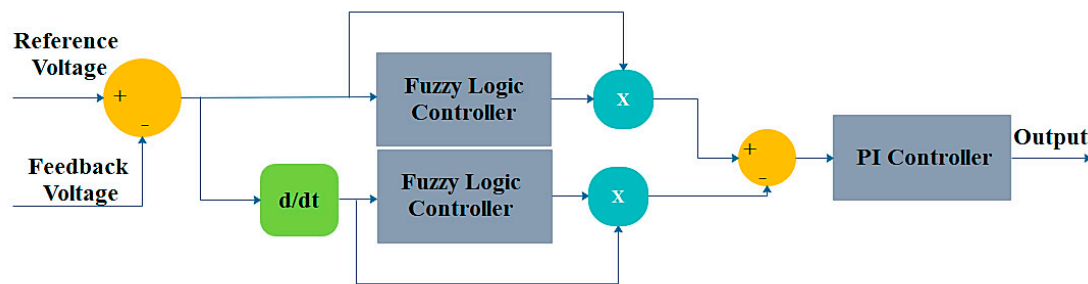 Reference
Voltage
+
-
Feedback
Voltage
d/dt
Fuzzy Logic
Controller
X
Fuzzy Logic
Controller
X
+
-
PI Controller
Output